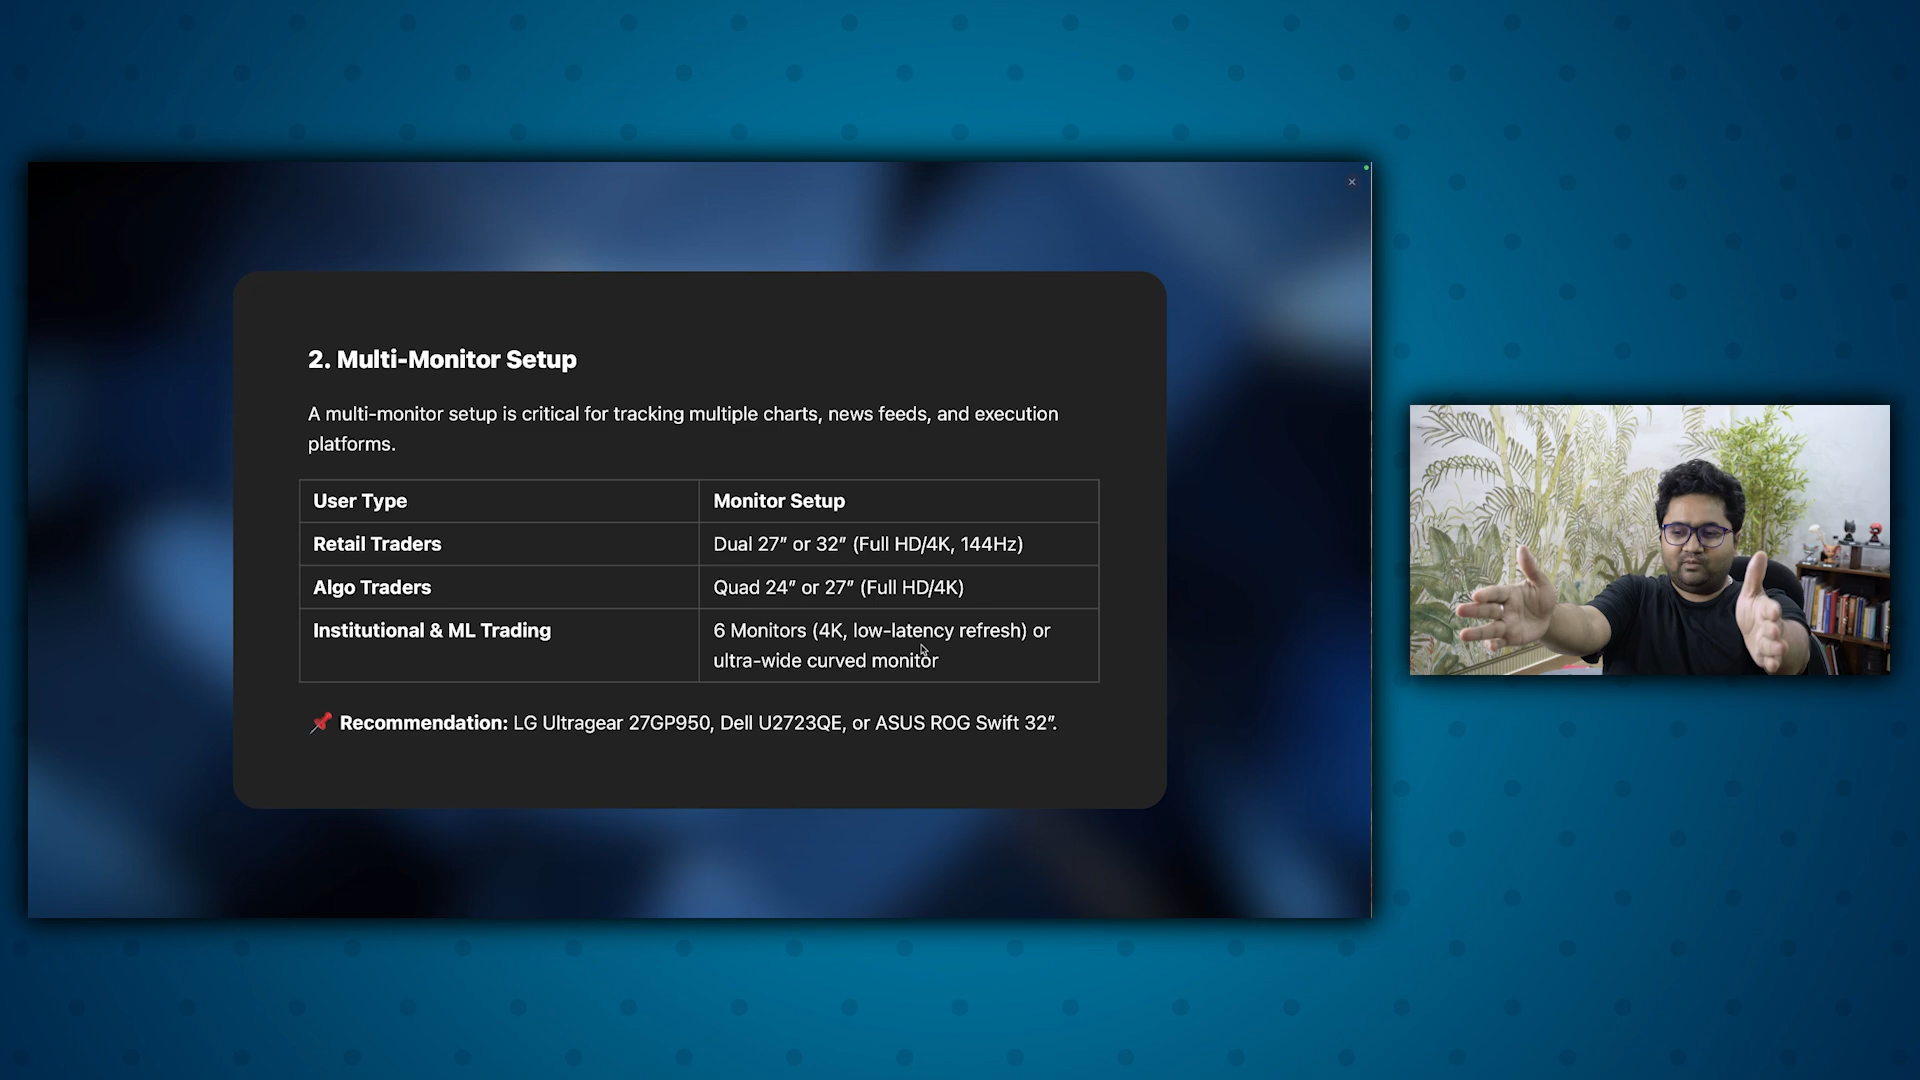 2. Multi-Monitor Setup
A multi-monitor setup is critical for tracking multiple charts, news feeds, and execution
platforms.
User Type
Monitor Setup
Retail Traders
Dual 27” or 32” (Full HD/4K, 144Hz)
Algo Traders
Quad 24” or 27” (Full HD/4K)
Institutional & ML Trading
6 Monitors (4K, low-latency refresh) or
ultra-wide curved monitor
📌 Recommendation: LG Ultragear 27GP950, Dell U2723QE, or ASUS ROG Swift 32”.